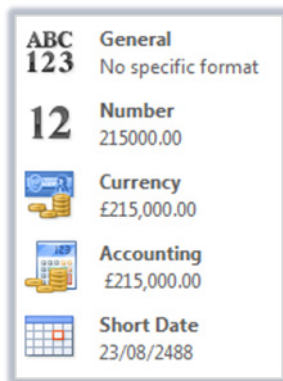 ABC
123
General
No specific format
12
Number
215000.00
Currency
£215,000.00
123
Accounting
£215,000.00
Short Date
23/08/2488